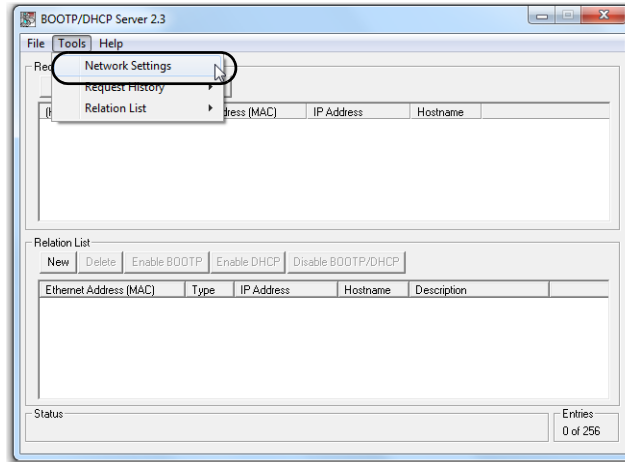 BOOTP/DHCP Server 2.3
File Tools Help
Network Settings
Request History
Relation List
(MAC) IP Address Hostname
Relation List
New Delete Enable BOOTP Enable DHCP Disable BOOTP/DHCP
Ethernet Address (MAC) Type IP Address Hostname Description
Status
Entries
0 of 256